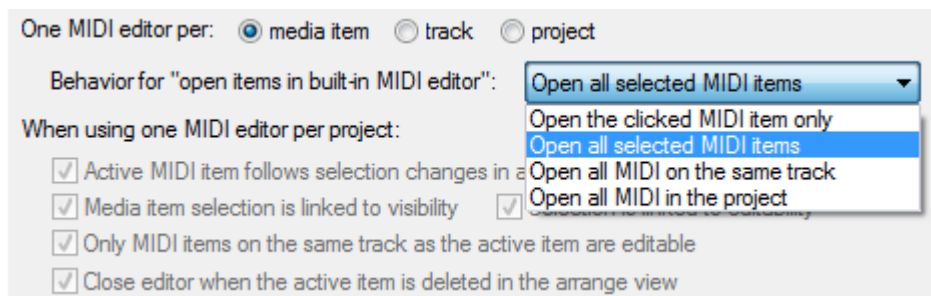 One MIDI editor per: media item track project
Behavior for "open items in built-in MIDI editor": Open all selected MIDI items
Open the clicked MIDI item only
When using one MIDI editor per project:
Open all selected MIDI items
Active MIDI item follows selection changes in a
Open all MIDI on the same track
Open all MIDI in the project
Media item selection is linked to visibility
Only MIDI items on the same track as the active item are editable
Close editor when the active item is deleted in the arrange view